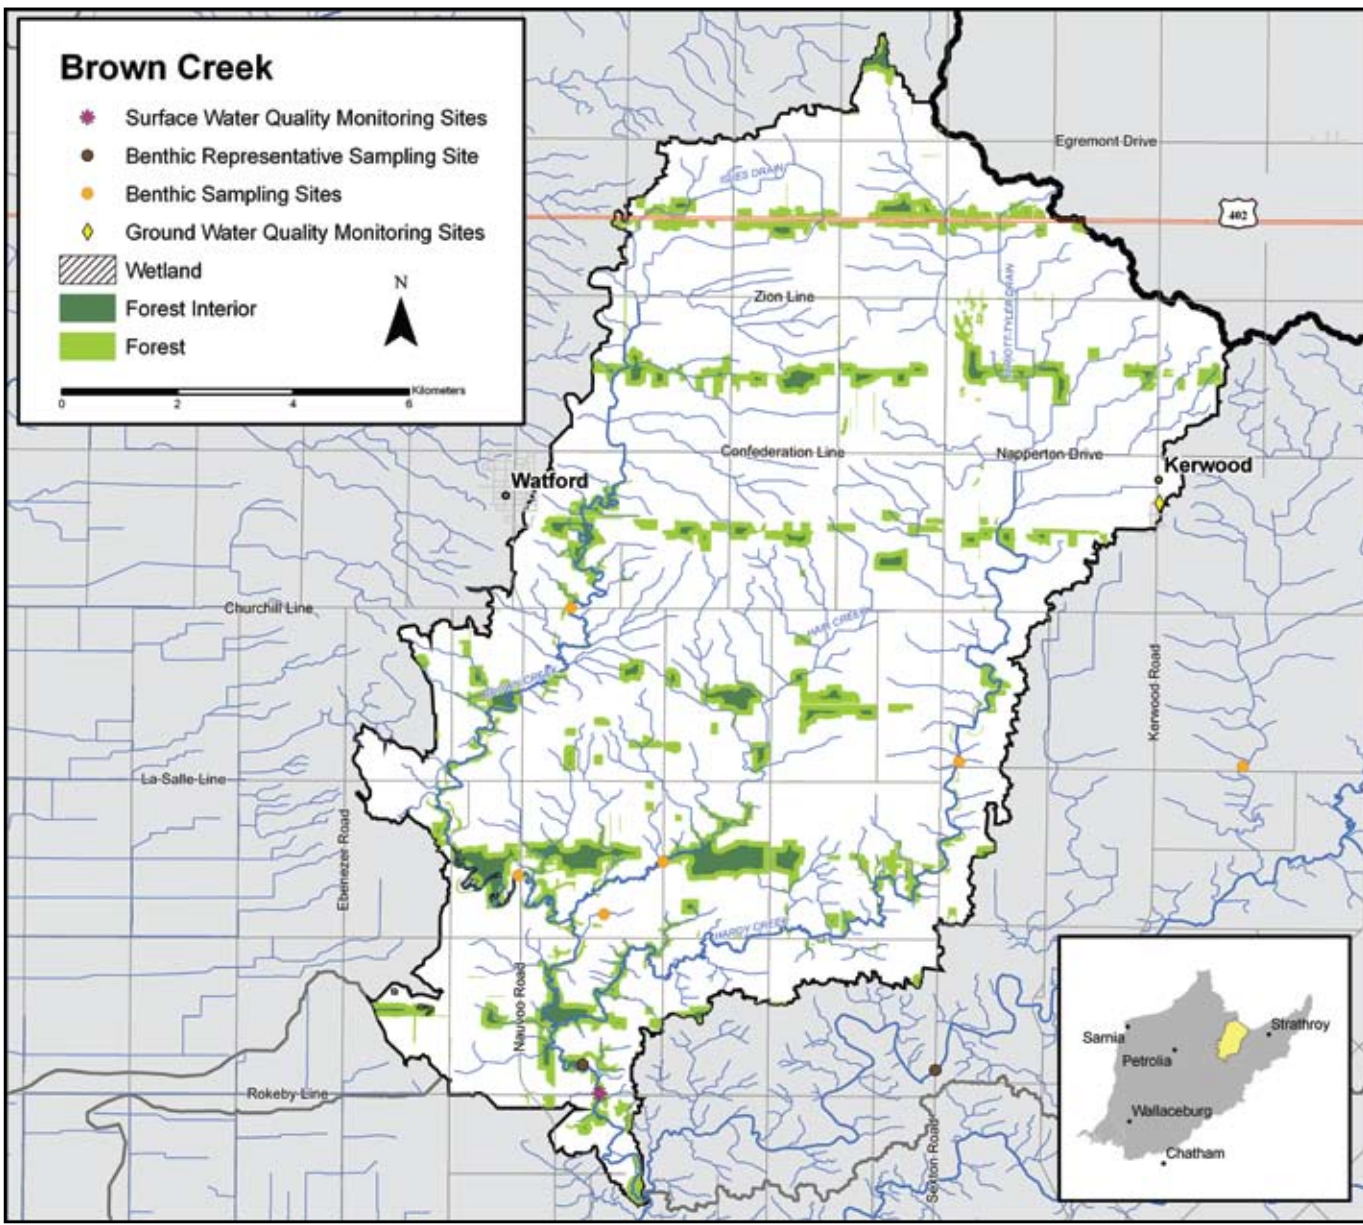 Brown Creek
Surface Water Quality Monitoring Sites
Benthic Representative Sampling Site
Benthic Sampling Sites
Ground Water Quality Monitoring Sites
Wetland
Forest Interior
Forest
N
Kilometers
0 2 4 6
Egremont Drive
402
Zion Line
Confederation Line
Napperton Drive
Kerwood
Watford
Churchill Line
HARDY CREEK
La Salle Line
Ebenezer Road
Kerwood Road
Nauvoo Road
Rokeby Line
Sexton Road
Sarnia
Strathroy
Petrolia
Wallaceburg
Chatham